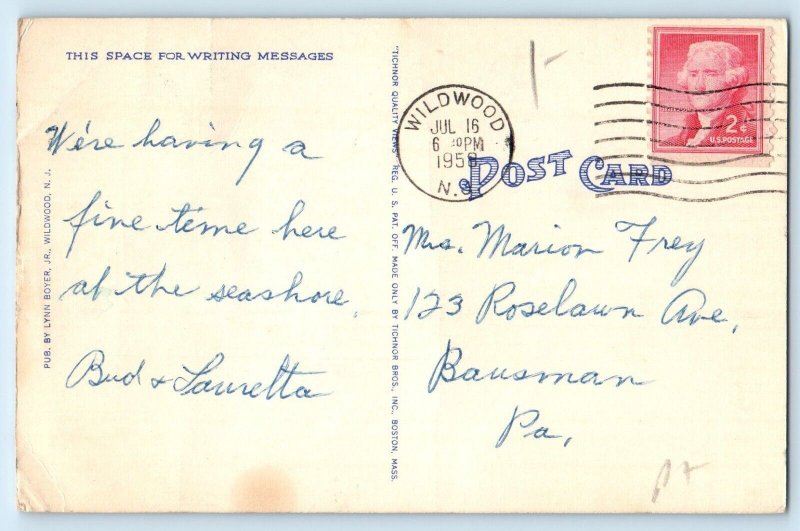 THIS SPACE FOR WRITING MESSAGES
We're having a
fine time here
at the seashore.
Bud & Lauretta
PUB. BY LYNN BOYER, JR., WILDWOOD, N. J.
"TICHNOR QUALITY VIEWS" REG. U. S. PAT. OFF. MADE ONLY BY TICHNOR BROS., INC., BOSTON, MASS.
WILDWOOD
JUL 16
6 PM
1958
N.
2¢
U.S. POSTAGE
POST CARD
Mrs. Marion Frey
123 Roselawn Ave,
Bausman
Pa,